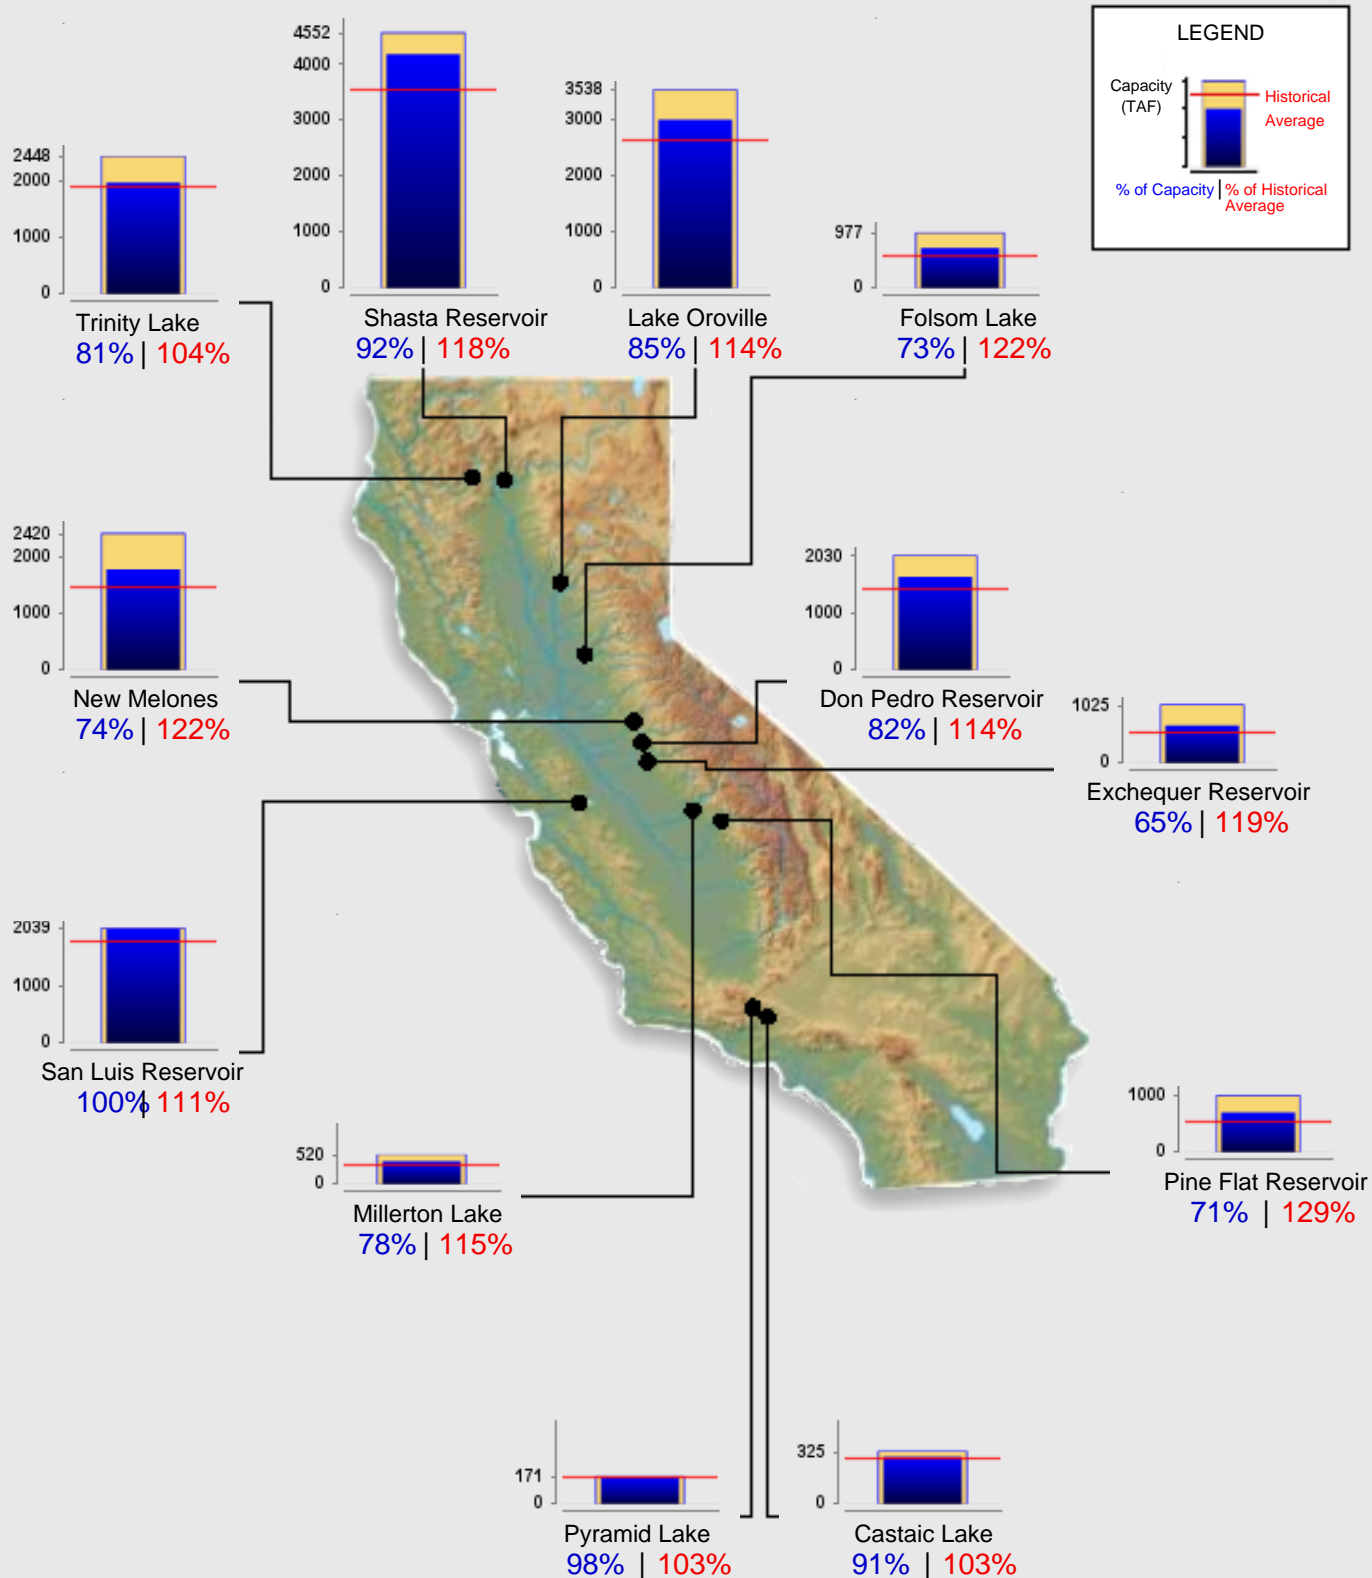 LEGEND
Capacity
(TAF)
Historical
Average
% of Capacity | % of Historical
Average
4552
4000
3000
2000
1000
0
Shasta Reservoir
92% | 118%
3538
3000
2000
1000
0
Lake Oroville
85% | 114%
2448
2000
1000
0
Trinity Lake
81% | 104%
977
0
Folsom Lake
73% | 122%
2420
2000
1000
0
New Melones
74% | 122%
2030
1000
0
Don Pedro Reservoir
82% | 114%
1025
0
Exchequer Reservoir
65% | 119%
2039
1000
0
San Luis Reservoir
100% | 111%
520
0
Millerton Lake
78% | 115%
1000
0
Pine Flat Reservoir
71% | 129%
171
0
Pyramid Lake
98% | 103%
325
0
Castaic Lake
91% | 103%